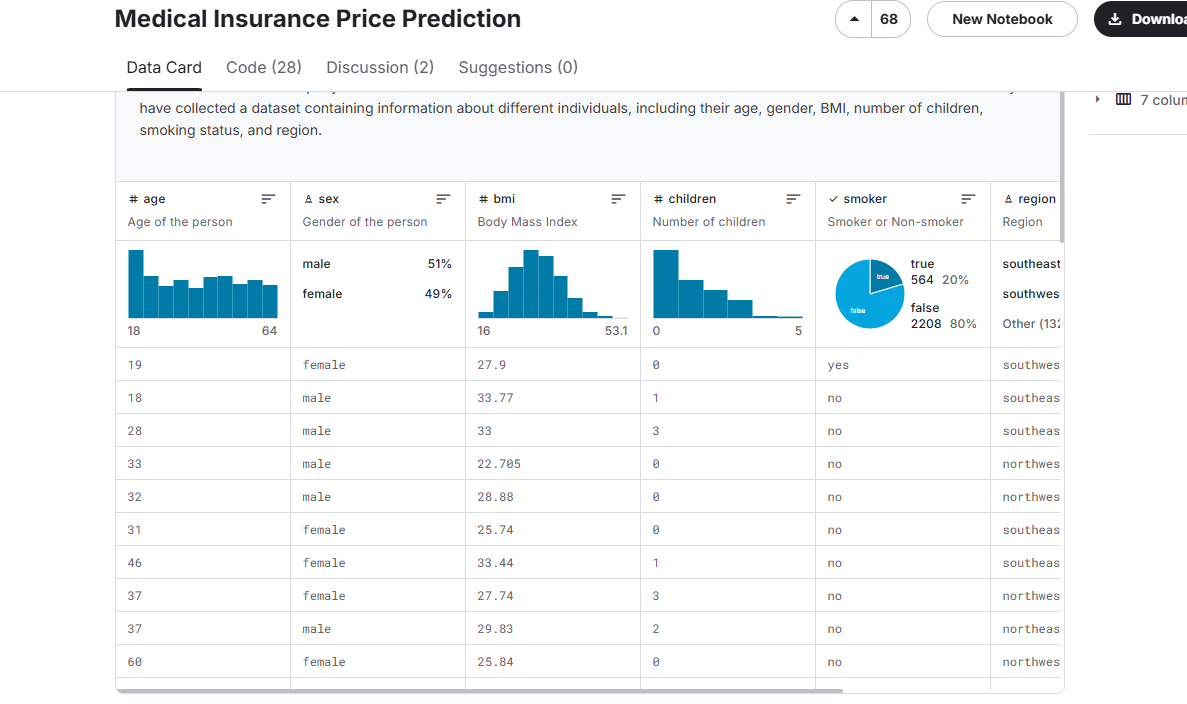 Medical Insurance Price Prediction
68
New Notebook
Data Card
Code (28)
Discussion (2)
Suggestions (0)
have collected a dataset containing information about different individuals, including their age, gender, BMI, number of children,
smoking status, and region.
7
# age
Age of the person
sex
Gender of the person
# bmi
Body Mass Index
# children
Number of children
smoker
Smoker or Non-smoker
region
Region
18 64
male 51%
female 49%
16 53.1
0 5
true
false
true
564 20%
false
2208 80%
southeast
southwes
Other (132
19 female 27.9 0 yes southwes
18 male 33.77 1 no southeas
28 male 33 3 no southeas
33 male 22.705 0 no northwes
32 male 28.88 0 no northwes
31 female 25.74 0 no southeas
46 female 33.44 1 no southeas
37 female 27.74 3 no northwes
37 male 29.83 2 no northeas
60 female 25.84 0 no northwes